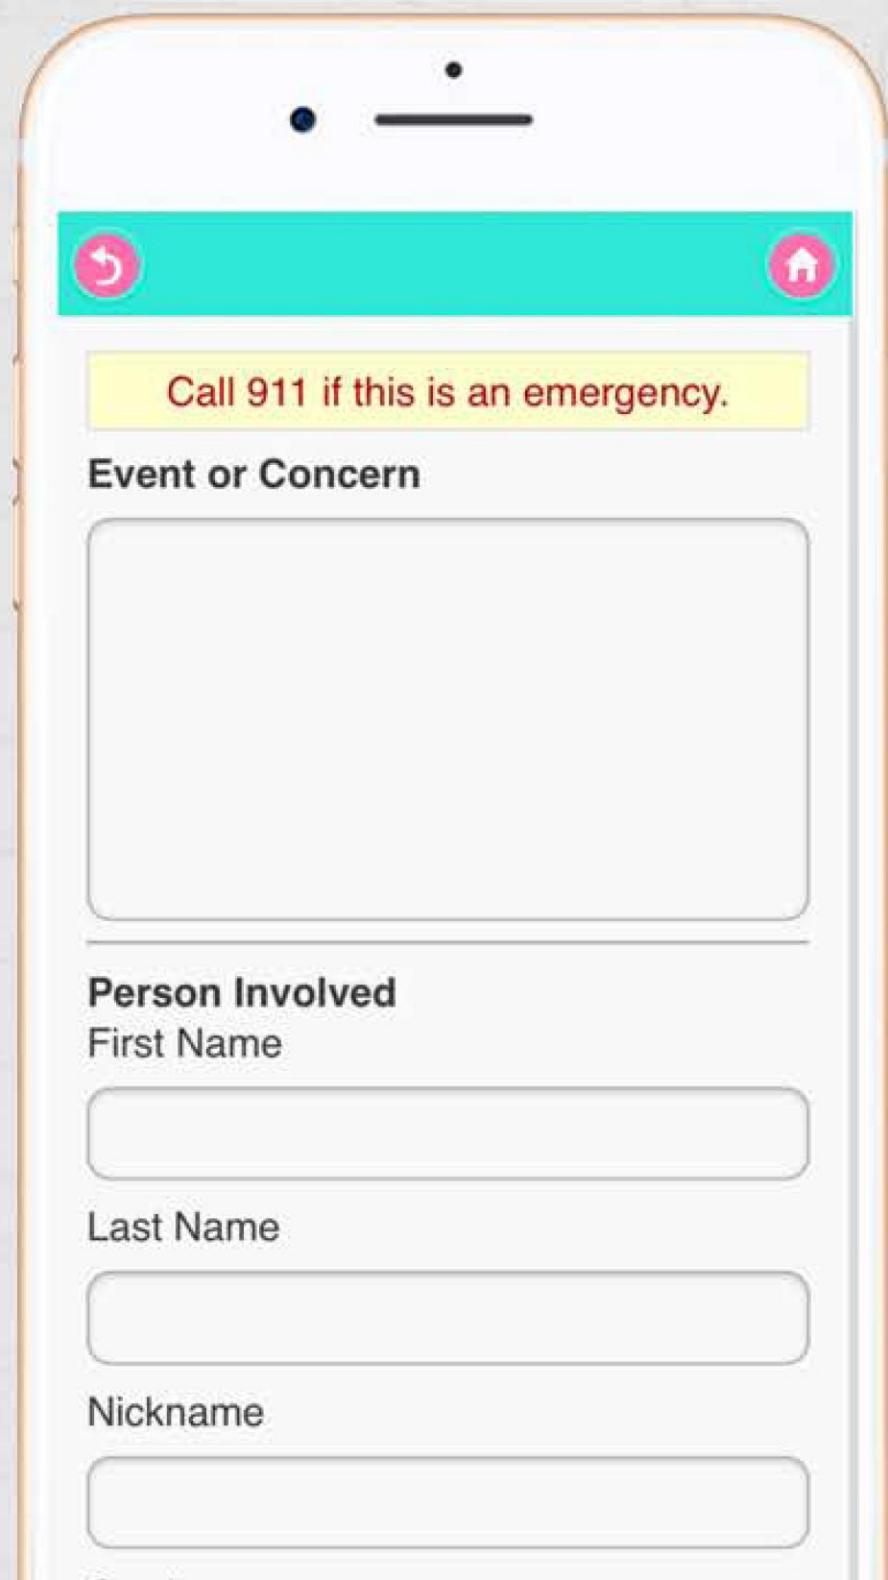 Call 911 if this is an emergency.
Event or Concern
Person Involved
First Name
Last Name
Nickname